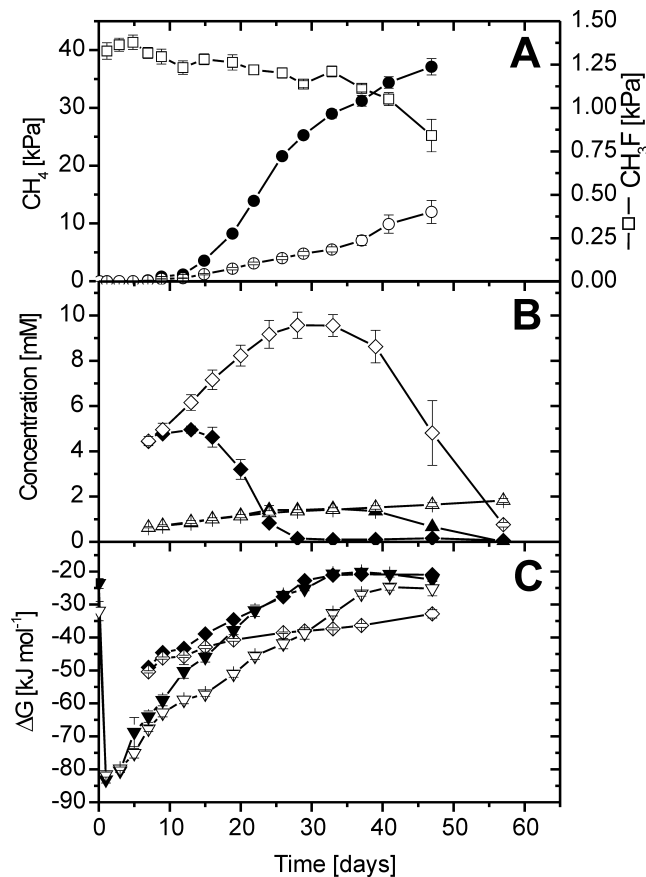 1.50
40
A
1.25
30
1.00
CH4 [kPa]
0.75
CH3F [kPa]
20
0.50
10
0.25
0
0.00
10
B
8
Concentration [mM]
6
4
2
0
-20
C
-30
-40
ΔG [kJ mol-1]
-50
-60
-70
-80
-90
0 10 20 30 40 50 60
Time [days]